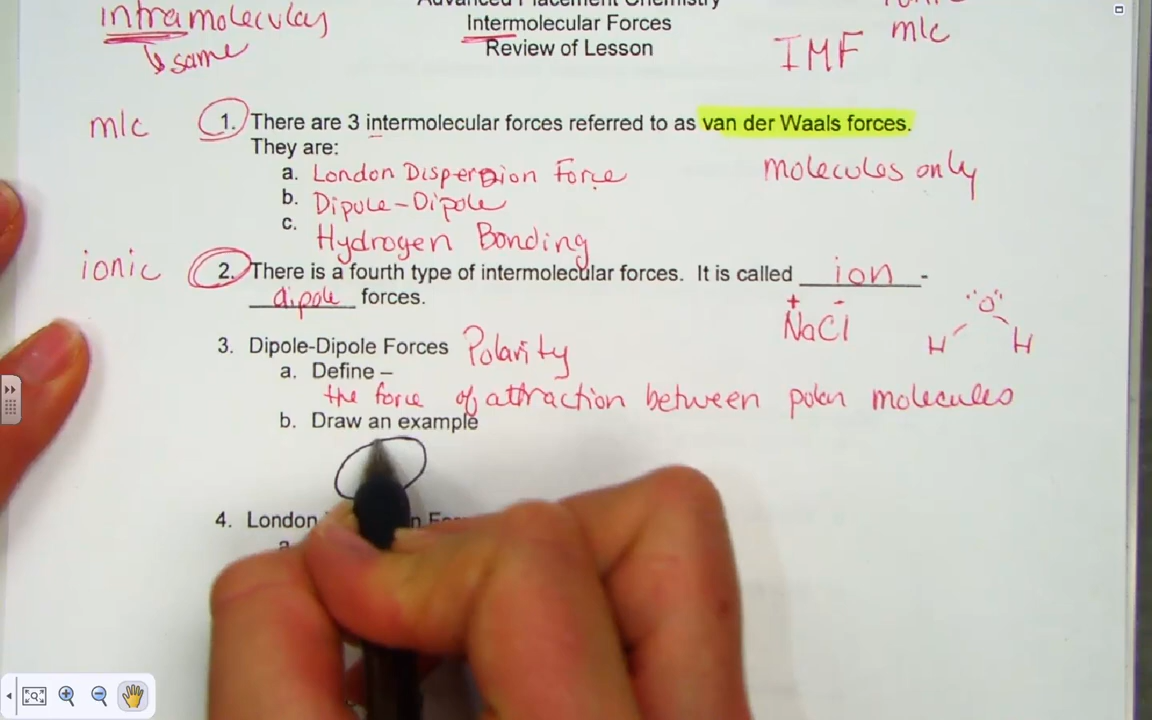 intramolecular
Advanced Placement Chemistry
Intermolecular Forces
Review of Lesson
same
IMF
mlc
mlc
1. There are 3 intermolecular forces referred to as van der Waals forces.
They are:
a. London Dispersion Force
molecules only
b. Dipole-Dipole
c. Hydrogen Bonding
ionic
2. There is a fourth type of intermolecular forces. It is called ion -
dipole forces.
+ -
NaCl
O
H H
3. Dipole-Dipole Forces Polarity
a. Define –
the force of attraction between polar molecules
b. Draw an example
4. London